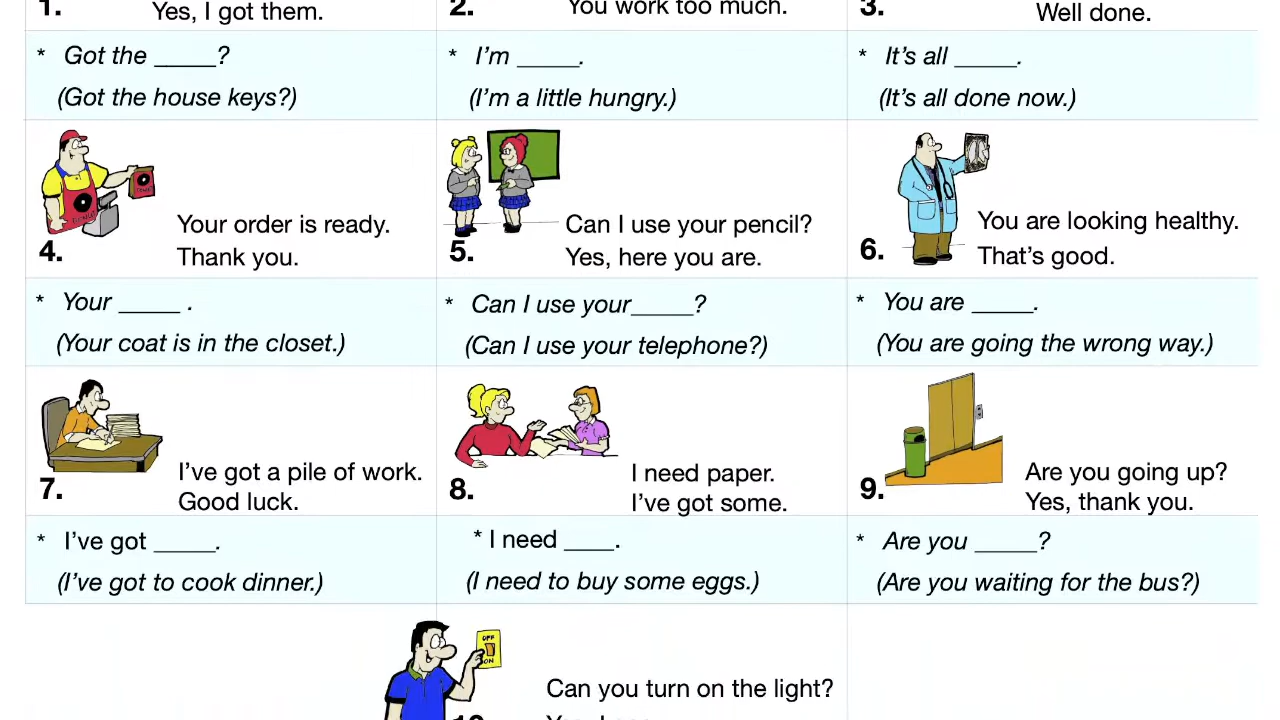 1.
Yes, I got them.
2.
You work too much.
3.
Well done.
* Got the _____?
(Got the house keys?)
* I'm _____.
(I'm a little hungry.)
* It's all _____.
(It's all done now.)
4.
Your order is ready.
Thank you.
5.
Can I use your pencil?
Yes, here you are.
6.
You are looking healthy.
That's good.
* Your _____ .
(Your coat is in the closet.)
* Can I use your_____?
(Can I use your telephone?)
* You are _____.
(You are going the wrong way.)
7.
I've got a pile of work.
Good luck.
8.
I need paper.
I've got some.
9.
Are you going up?
Yes, thank you.
* I've got _____.
(I've got to cook dinner.)
* I need ____.
(I need to buy some eggs.)
* Are you _____?
(Are you waiting for the bus?)
OFF
ON
Can you turn on the light?